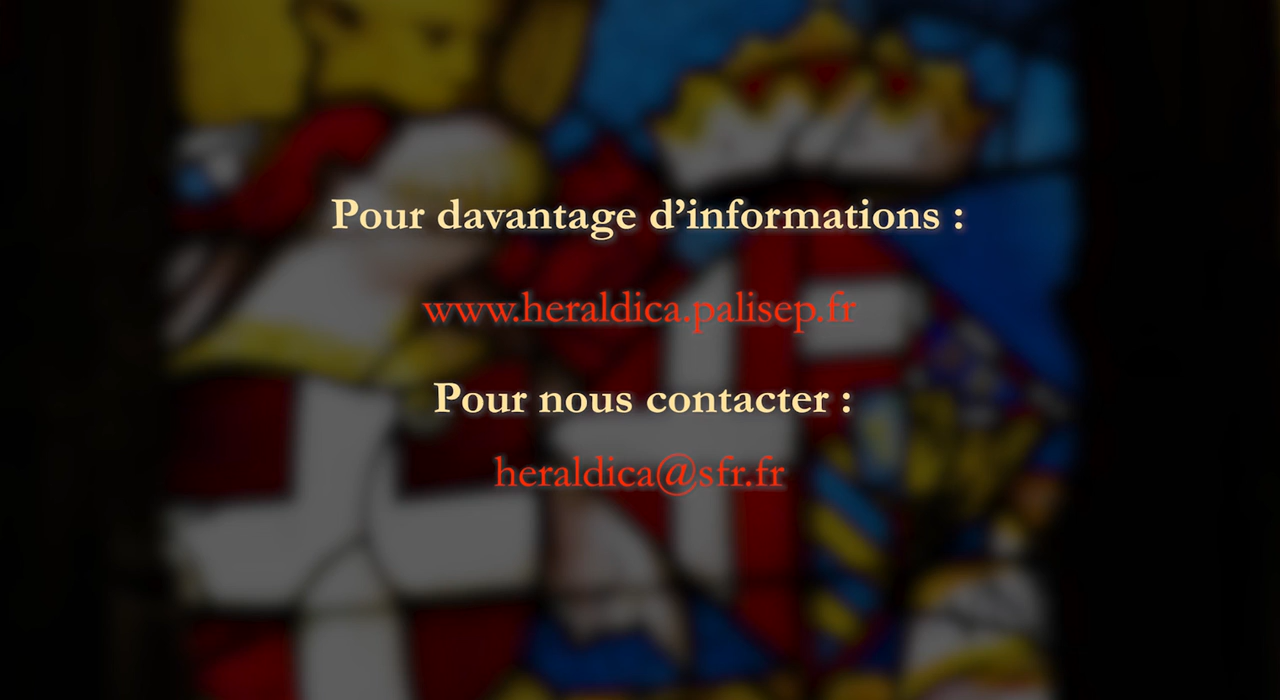 Pour davantage d’informations :
www.heraldica.palisep.fr
Pour nous contacter :
heraldica@sfr.fr